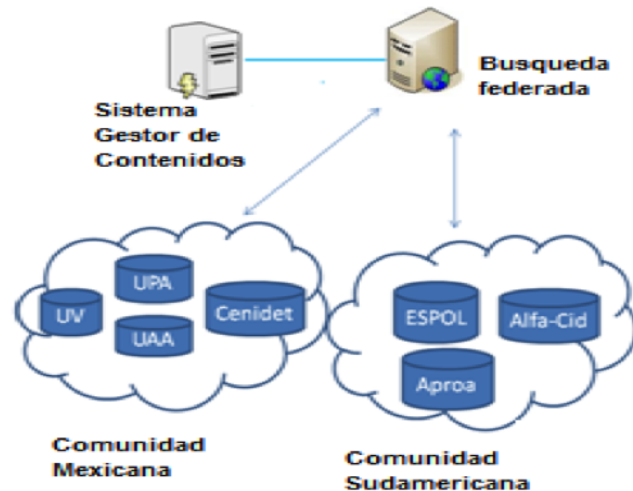 Sistema
Gestor de
Contenidos
Busqueda
federada
UV
UPA
UAA
Cenidet
ESPOL
Alfa-Cid
Aproa
Comunidad
Mexicana
Comunidad
Sudamericana